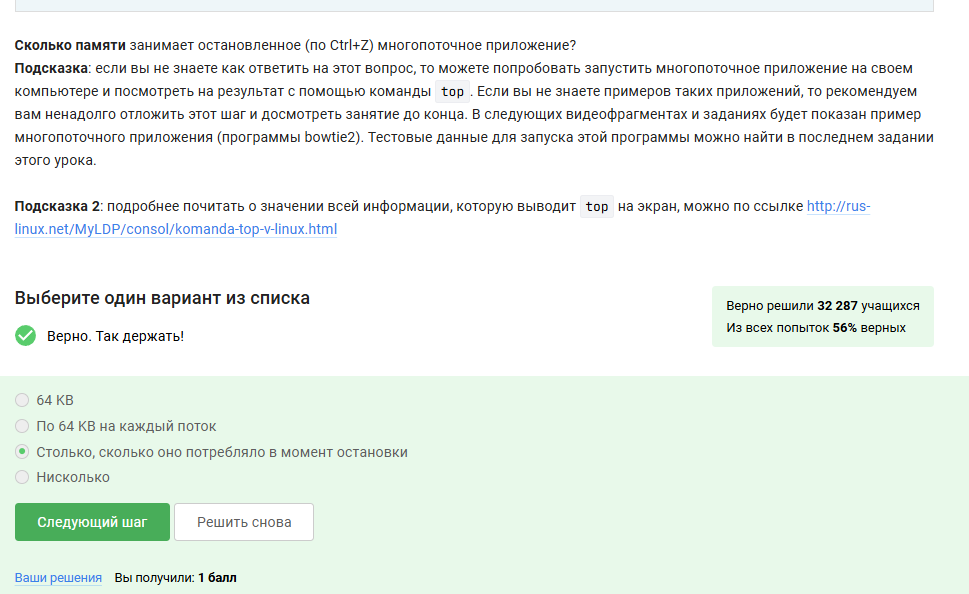 Сколько памяти занимает остановленное (по Ctrl+Z) многопоточное приложение?
Подсказка: если вы не знаете как ответить на этот вопрос, то можете попробовать запустить многопоточное приложение на своем
компьютере и посмотреть на результат с помощью команды top . Если вы не знаете примеров таких приложений, то рекомендуем
вам ненадолго отложить этот шаг и досмотреть занятие до конца. В следующих видеофрагментах и заданиях будет показан пример
многопоточного приложения (программы bowtie2). Тестовые данные для запуска этой программы можно найти в последнем задании
этого урока.
Подсказка 2: подробнее почитать о значении всей информации, которую выводит top на экран, можно по ссылке http://rus-
linux.net/MyLDP/consol/komanda-top-v-linux.html
Выберите один вариант из списка
Верно решили 32 287 учащихся
Из всех попыток 56% верных
Верно. Так держать!
64 KB
По 64 KB на каждый поток
Столько, сколько оно потребляло в момент остановки
Нисколько
Следующий шаг
Решить снова
Ваши решения Вы получили: 1 балл